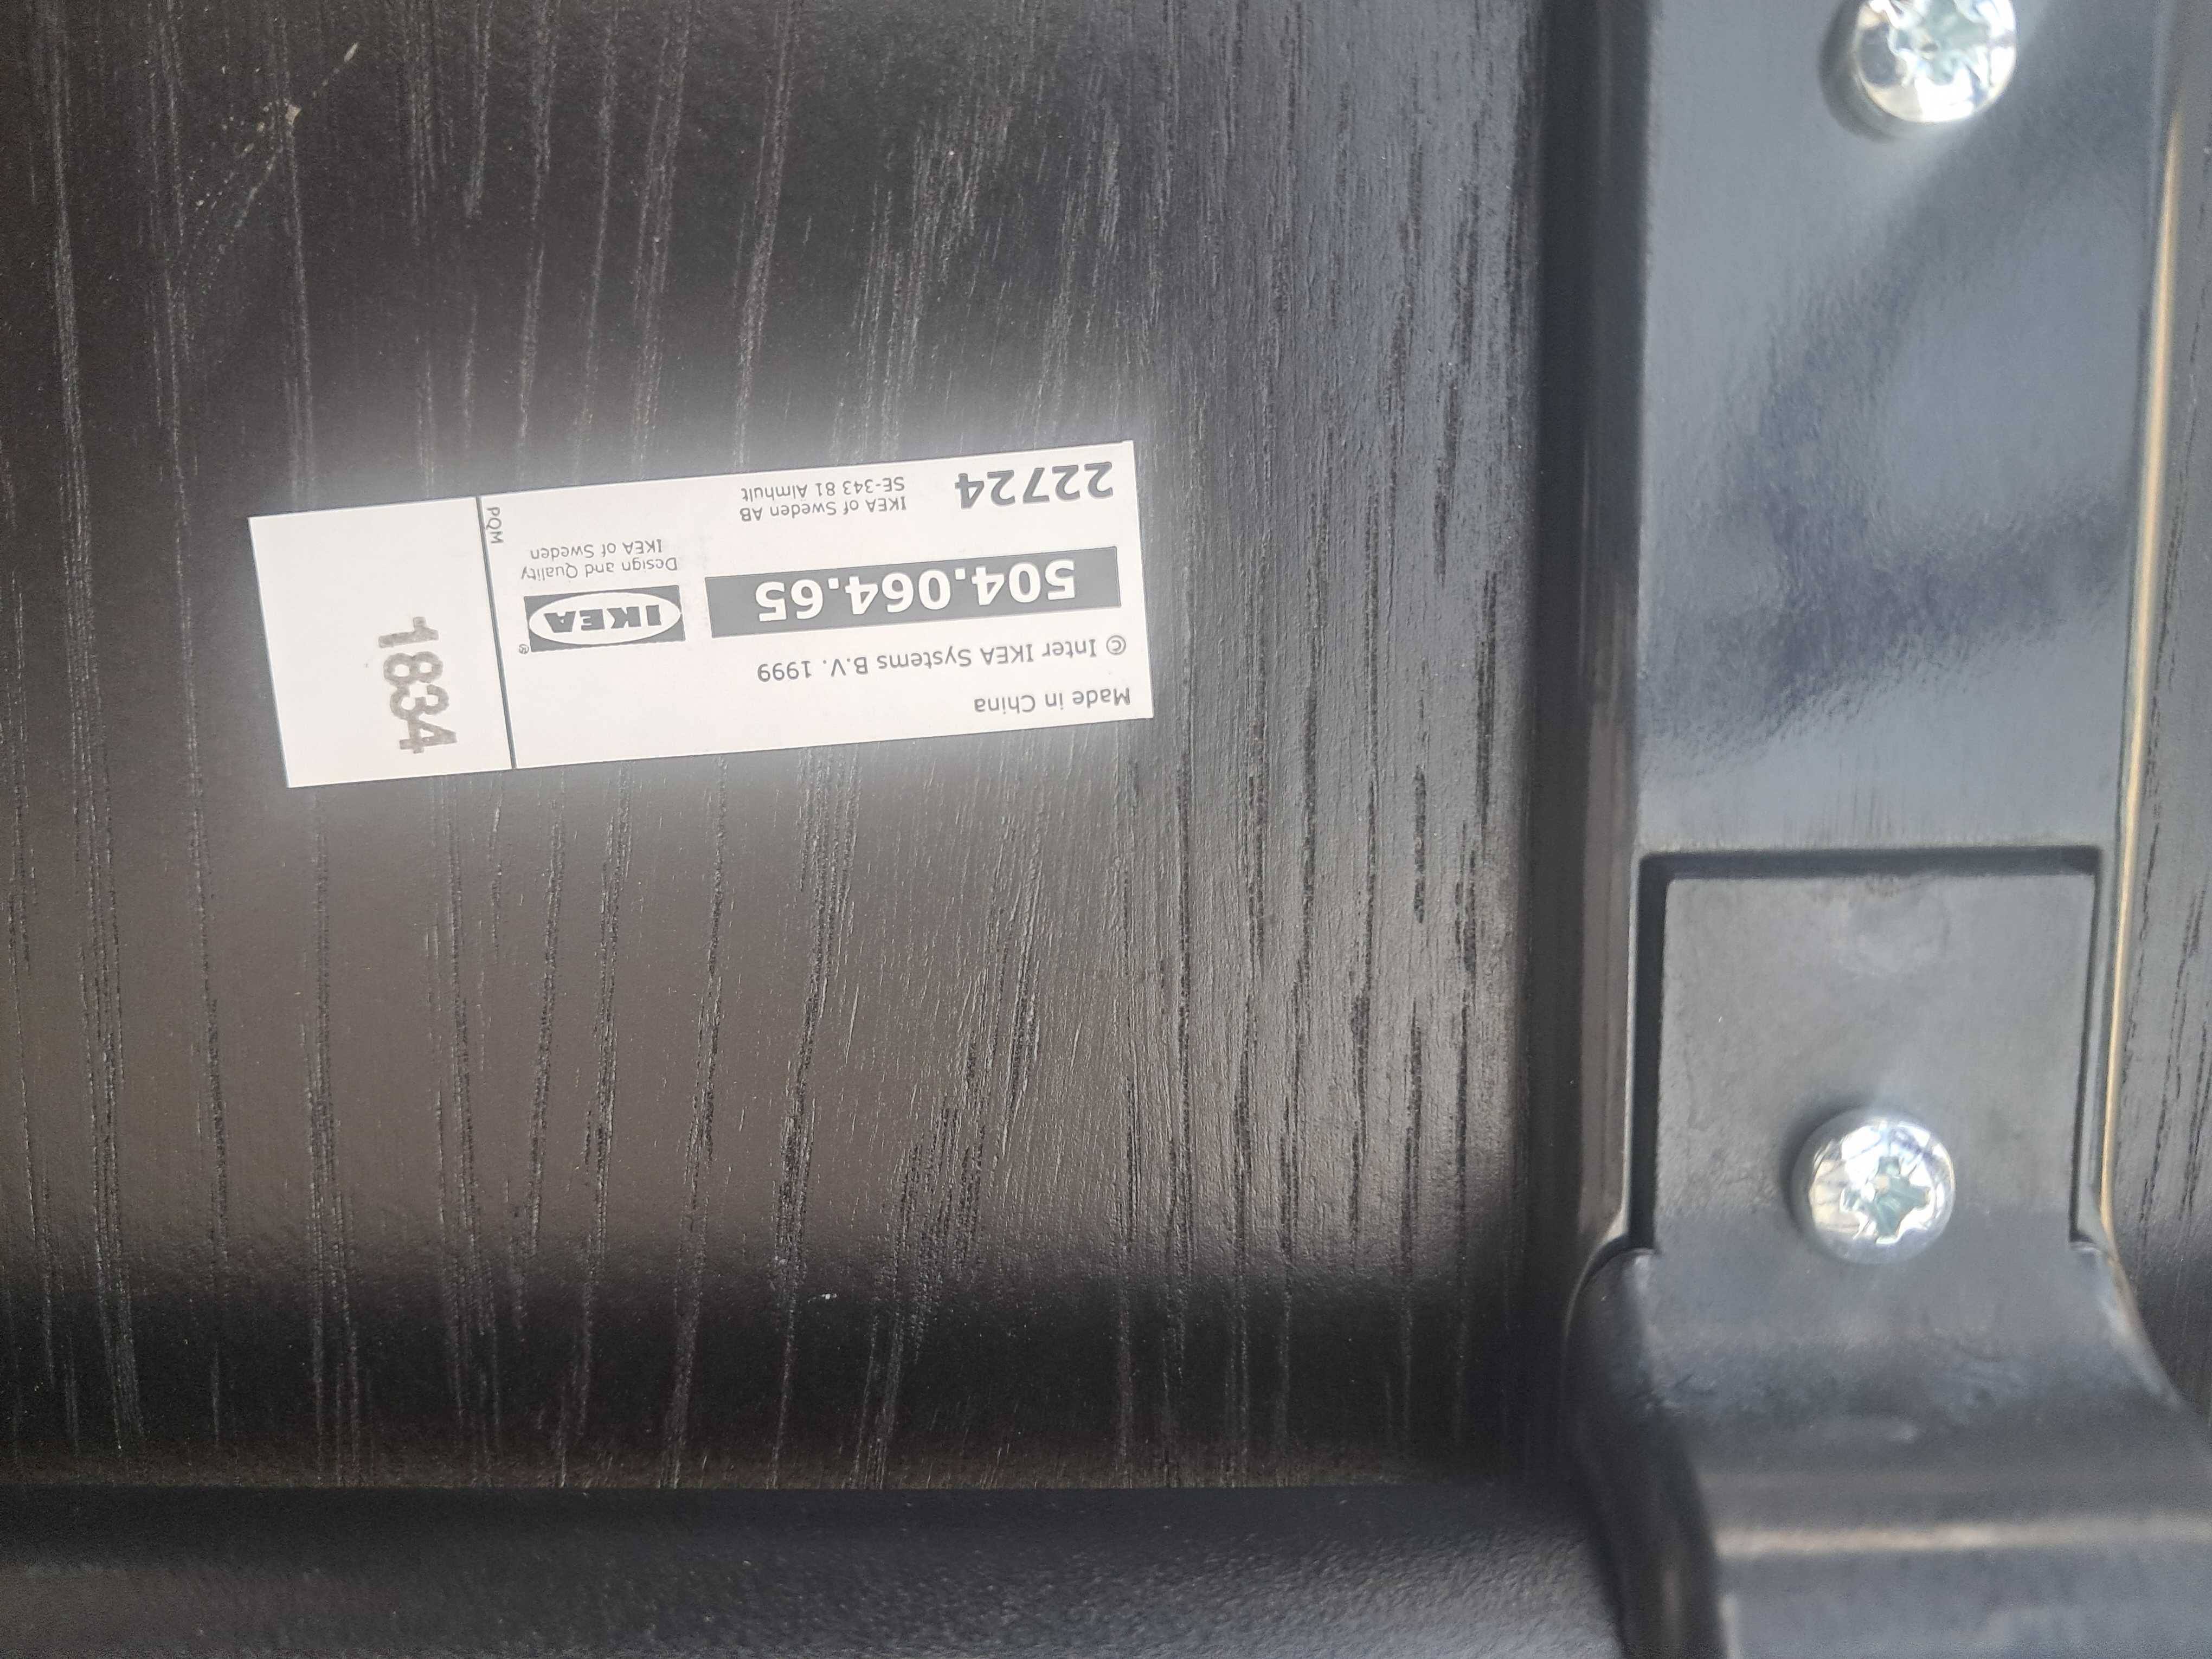 Made in China
© Inter IKEA Systems B.V. 1999
504.064.65
22724
IKEA of Sweden AB
SE-343 81 Älmhult
IKEA®
Design and Quality
IKEA of Sweden
PQM
1834